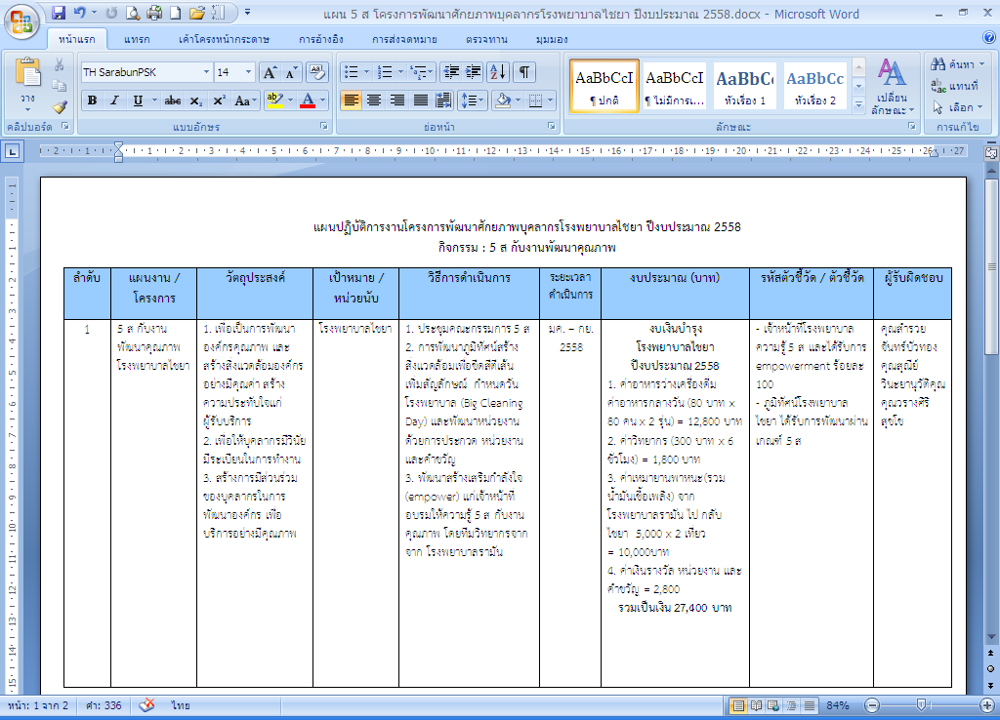 แผน 5 ส โครงการพัฒนาศักยภาพบุคลากรโรงพยาบาลไชยา ปีงบประมาณ 2558.docx - Microsoft Word
หน้าแรก แทรก เค้าโครงหน้ากระดาษ การอ้างอิง การส่งจดหมาย ตรวจทาน มุมมอง
วาง
คลิปบอร์ด
TH SarabunPSK 14
แบบอักษร
ย่อหน้า
AaBbCcI AaBbCcI AaBbC AaBbCc
¶ ปกติ ¶ ไม่มีการเ... หัวเรื่อง 1 หัวเรื่อง 2
เปลี่ยน
ลักษณะ
ลักษณะ
ค้นหา
แทนที่
เลือก
การแก้ไข
แผนปฏิบัติการงานโครงการพัฒนาศักยภาพบุคลากรโรงพยาบาลไชยา ปีงบประมาณ 2558
กิจกรรม : 5 ส กับงานพัฒนาคุณภาพ
ลำดับ
แผนงาน /
โครงการ
วัตถุประสงค์
เป้าหมาย /
หน่วยนับ
วิธีการดำเนินการ
ระยะเวลา
ดำเนินการ
งบประมาณ (บาท)
รหัสตัวชี้วัด / ตัวชี้วัด
ผู้รับผิดชอบ
1
5 ส กับงาน
พัฒนาคุณภาพ
โรงพยาบาลไชยา
1. เพื่อเป็นการพัฒนา
องค์กรคุณภาพ และ
สร้างสิ่งแวดล้อมองค์กร
อย่างมีคุณค่า สร้าง
ความประทับใจแก่
ผู้รับบริการ
2. เพื่อให้บุคลากรมีวินัย
มีระเบียนในการทำงาน
3. สร้างการมีส่วนร่วม
ของบุคลากรในการ
พัฒนาองค์กร เพื่อ
บริการอย่างมีคุณภาพ
โรงพยาบาลไชยา
1. ประชุมคณะกรรมการ 5 ส
2. การพัฒนาภูมิทัศน์สร้าง
สิ่งแวดล้อมเพื่อขีดสีตีเส้น
เพิ่มสัญลักษณ์ กำหนดวัน
โรงพยาบาล (Big Cleaning
Day) และพัฒนาหน่วยงาน
ด้วยการประกวด หน่วยงาน
และคำขวัญ
3. พัฒนาสร้างเสริมกำลังใจ
(empower) แก่เจ้าหน้าที่
อบรมให้ความรู้ 5 ส กับงาน
คุณภาพ โดยทีมวิทยากรจาก
จาก โรงพยาบาลรามัน
มค. – กย.
2558
งบเงินบำรุง
โรงพยาบาลไชยา
ปีงบประมาณ 2558
1. ค่าอาหารวางเครื่องดื่ม
ค่าอาหารกลางวัน (80 บาท x
80 คน x 2 รุ่น) = 12,800 บาท
2. ค่าวิทยากร (300 บาท x 6
ชั่วโมง) = 1,800 บาท
3. ค่าเหมายานพาหนะ(รวม
น้ำมันเชื้อเพลิง) จาก
โรงพยาบาลรามัน ไป กลับ
ไชยา 5,000 x 2 เที่ยว
= 10,000บาท
4. ค่าเงินรางวัล หน่วยงาน และ
คำขวัญ = 2,800
รวมเป็นเงิน 27,400 บาท
- เจ้าหน้าที่โรงพยาบาล
ความรู้ 5 ส และได้รับการ
empowerment ร้อยละ
100
- ภูมิทัศน์โรงพยาบาล
ไชยา ได้รับการพัฒนาผ่าน
เกณฑ์ 5 ส
คุณสำรวย
จันทร์บัวทอง
คุณสุณีย์
วินะยานุวัติคุณ
คุณวรางศิริ
สุขโข
หน้า: 1 จาก 2 คำ: 336 ไทย 84%